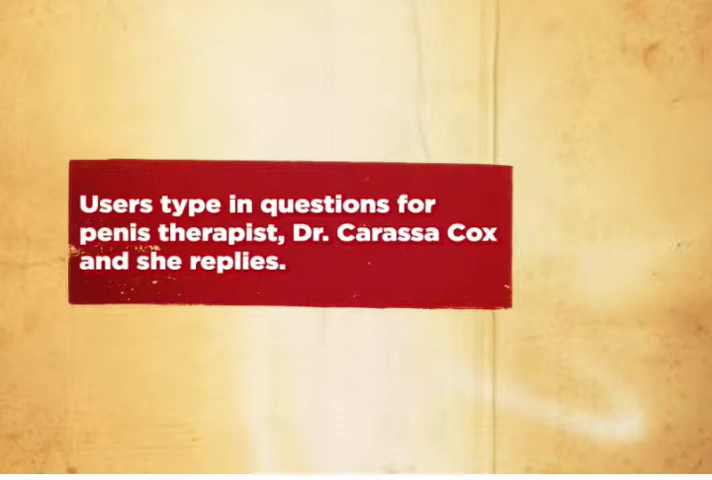 Users type in questions for
penis therapist, Dr. Carassa Cox
and she replies.